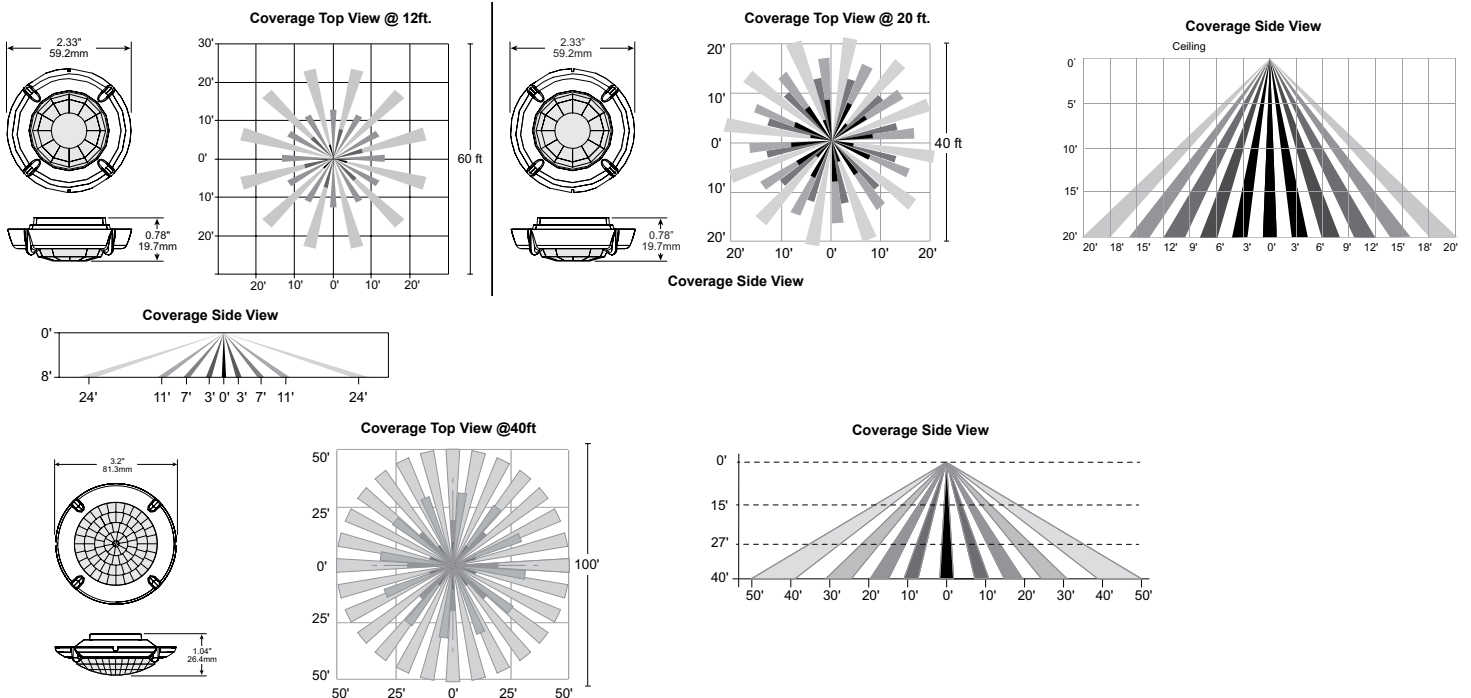 Coverage Top View @ 12ft.
2.33"
59.2mm
0.78"
19.7mm
30'
20'
10'
0'
10'
20'
60 ft
20' 10' 0' 10' 20'
Coverage Side View
0'
8'
24' 11' 7' 3' 0' 3' 7' 11' 24'
Coverage Top View @ 20 ft.
2.33"
59.2mm
0.78"
19.7mm
20'
10'
0'
10'
20'
40 ft
20' 10' 0' 10' 20'
Coverage Side View
Coverage Side View
Ceiling
0'
5'
10'
15'
20'
20' 18' 15' 12' 9' 6' 3' 0' 3' 6' 9' 12' 15' 18' 20'
3.2"
81.3mm
1.04"
26.4mm
Coverage Top View @40ft
50'
25'
0'
25'
50'
100'
50' 25' 0' 25' 50'
Coverage Side View
0'
15'
27'
40'
50' 40' 30' 20' 10' 0' 10' 20' 30' 40' 50'